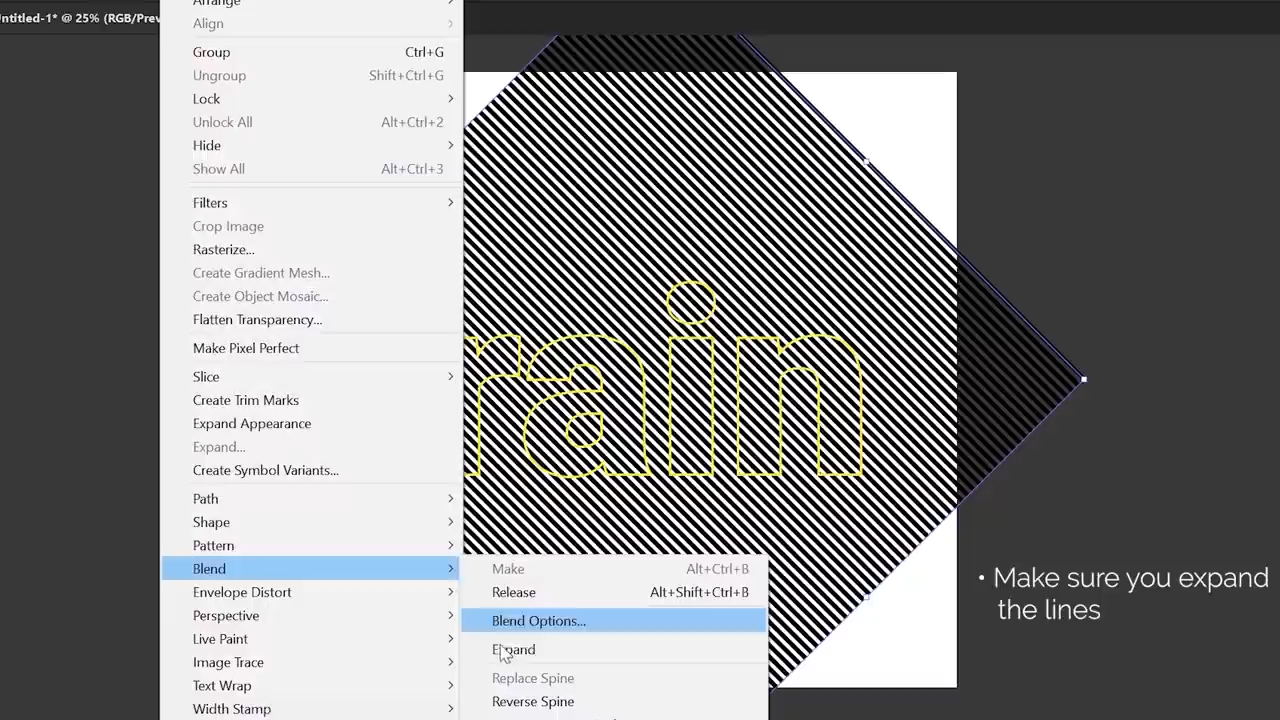 ntitled-1* @ 25% (RGB/Prev
Arrange
Align
Group Ctrl+G
Ungroup Shift+Ctrl+G
Lock
Unlock All Alt+Ctrl+2
Hide
Show All Alt+Ctrl+3
Filters
Crop Image
Rasterize...
Create Gradient Mesh...
Create Object Mosaic...
Flatten Transparency...
Make Pixel Perfect
Slice
Create Trim Marks
Expand Appearance
Expand...
Create Symbol Variants...
Path
Shape
Pattern
Blend
Envelope Distort
Perspective
Live Paint
Image Trace
Text Wrap
Width Stamp
Make Alt+Ctrl+B
Release Alt+Shift+Ctrl+B
Blend Options...
Expand
Replace Spine
Reverse Spine
rain
• Make sure you expand
the lines